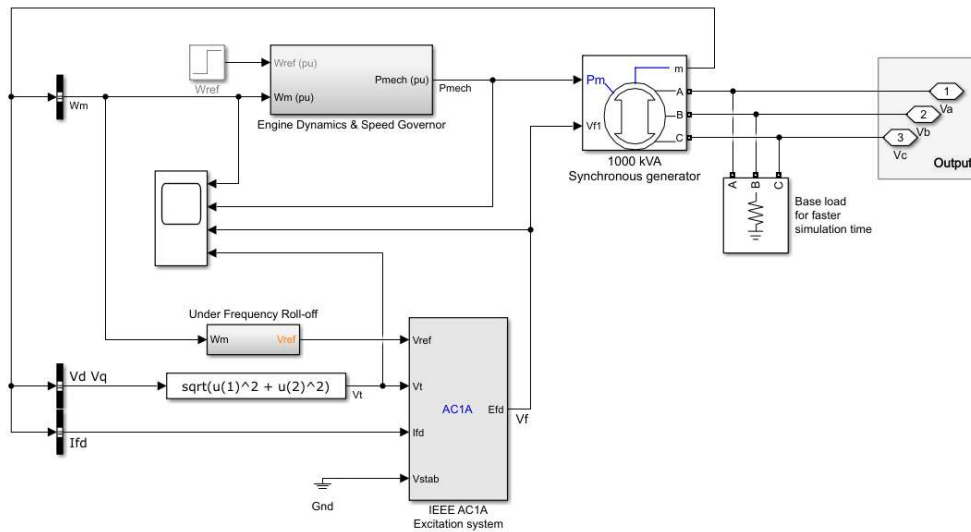 Wref
Wref (pu)
Wm (pu)
Pmech (pu)
Engine Dynamics & Speed Governor
Pmech
Wm
Pm
Vf1
m
A
B
C
1000 kVA
Synchronous generator
1
Va
2
Vb
3
Vc
Output
A
B
C
Base load
for faster
simulation time
Under Frequency Roll-off
Wm
Vref
Vd Vq
sqrt(u(1)^2 + u(2)^2)
Vt
Ifd
Gnd
Vref
Vt
Ifd
Vstab
AC1A
Efd
Vf
IEEE AC1A
Excitation system